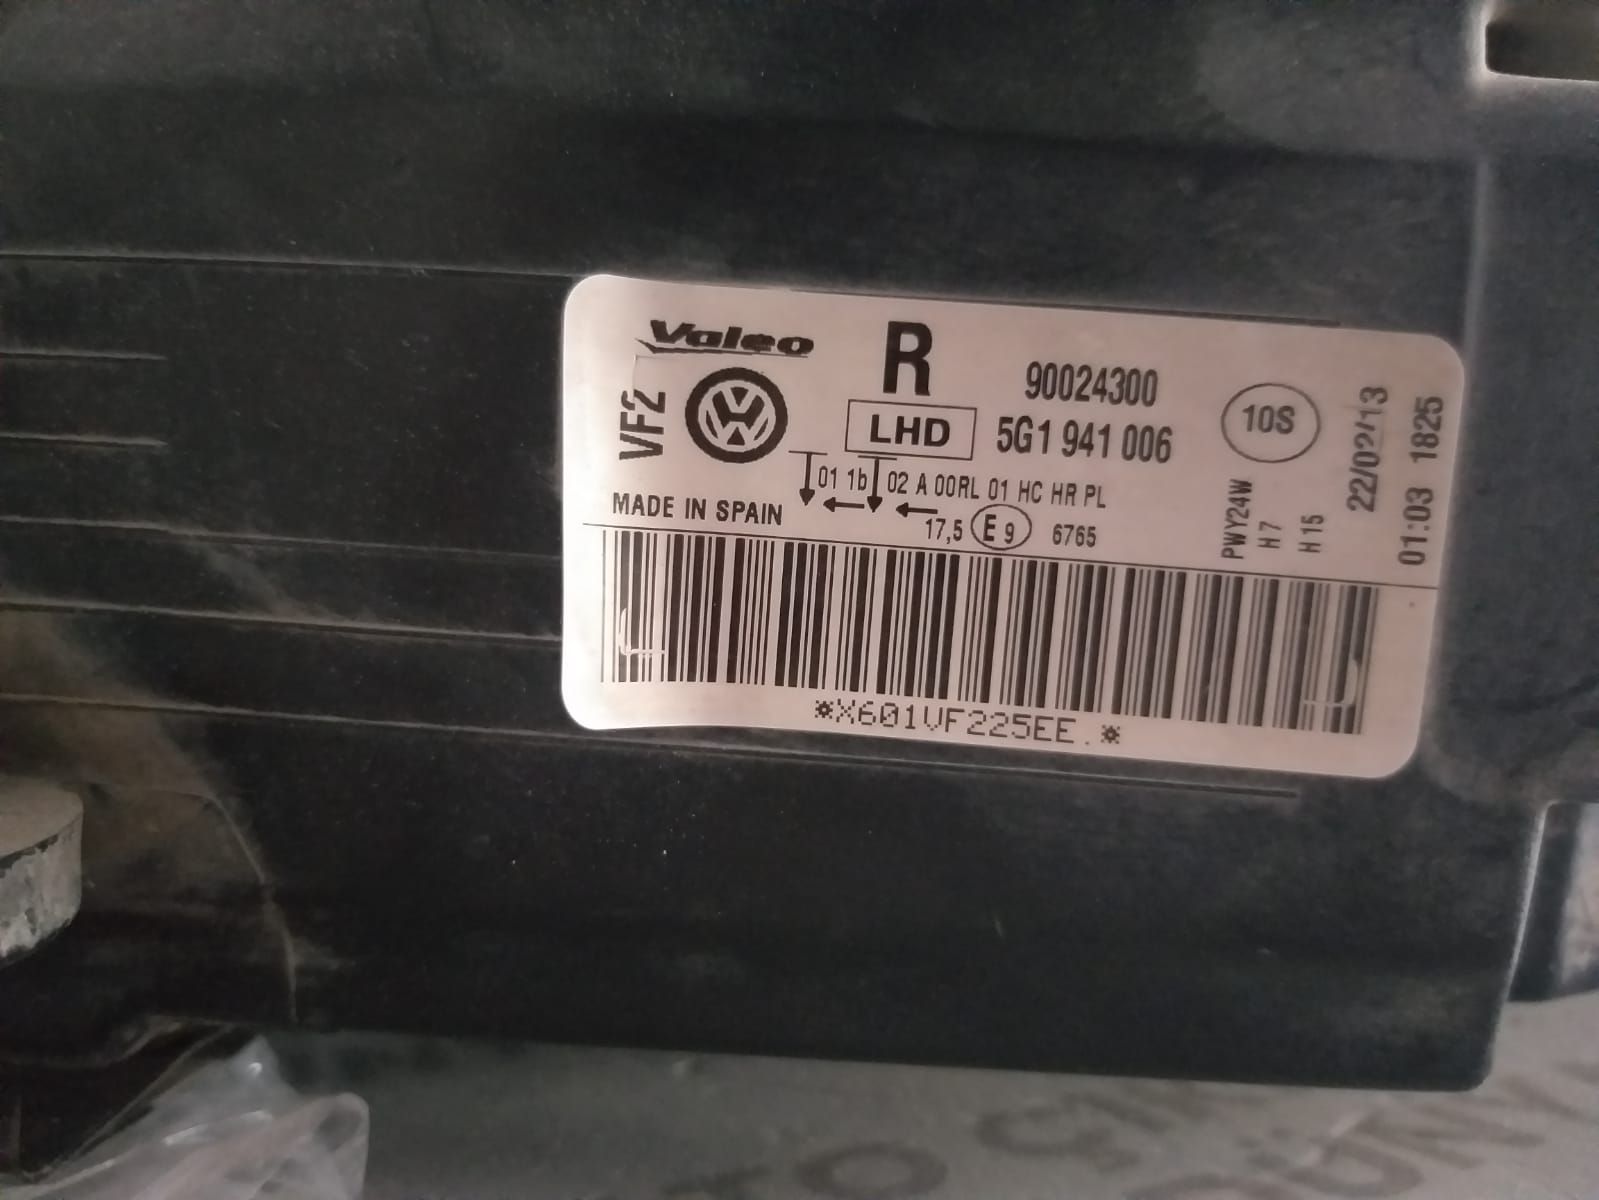 Valeo
R
90024300
VF2
LHD
5G1 941 006
10S
01 1b
02 A 00RL 01 HC HR PL
MADE IN SPAIN
17,5
E 9
6765
PWY24W
H7
H15
22/02/13
01:03 1825
*X601VF225EE.*